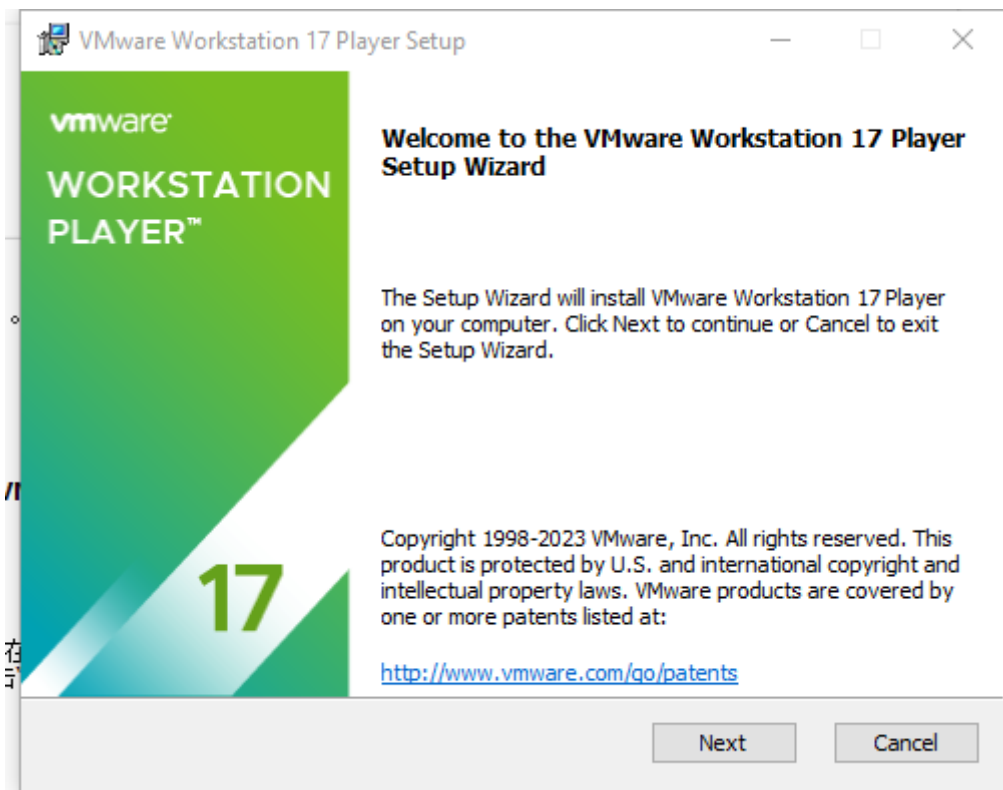 VMware Workstation 17 Player Setup
vmware
WORKSTATION
PLAYER™
Welcome to the VMware Workstation 17 Player
Setup Wizard
The Setup Wizard will install VMware Workstation 17 Player
on your computer. Click Next to continue or Cancel to exit
the Setup Wizard.
Copyright 1998-2023 VMware, Inc. All rights reserved. This
product is protected by U.S. and international copyright and
intellectual property laws. VMware products are covered by
one or more patents listed at:
http://www.vmware.com/go/patents
17
Next
Cancel